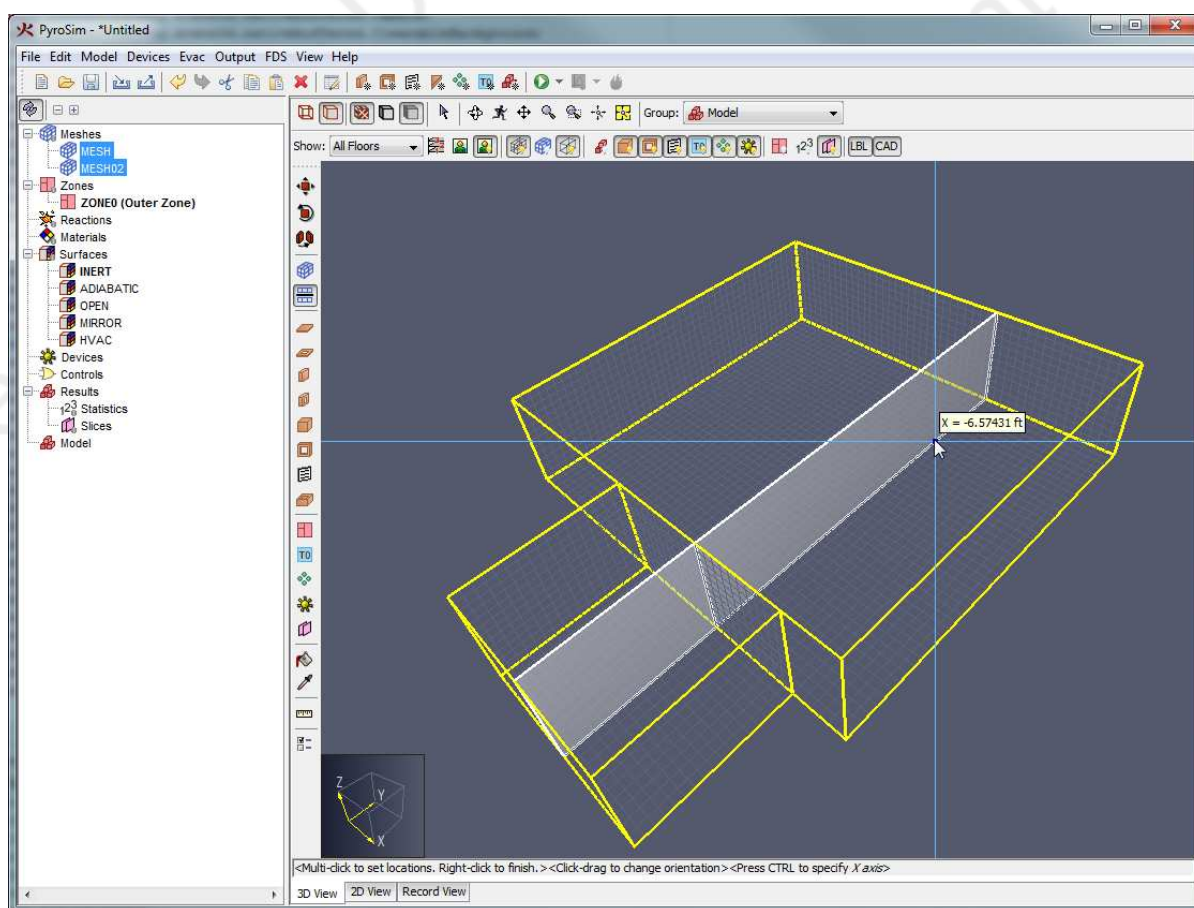 PyroSim - *Untitled
File Edit Model Devices Evac Output FDS View Help
Group: Model
Show: All Floors
LBL CAD
Meshes
MESH
MESH02
Zones
ZONE0 (Outer Zone)
Reactions
Materials
Surfaces
INERT
ADIABATIC
OPEN
MIRROR
HVAC
Devices
Controls
Results
Statistics
Slices
Model
X = -6.57431 ft
T0
Z
Y
X
<Multi-click to set locations. Right-click to finish.><Click-drag to change orientation><Press CTRL to specify X axis>
3D View 2D View Record View